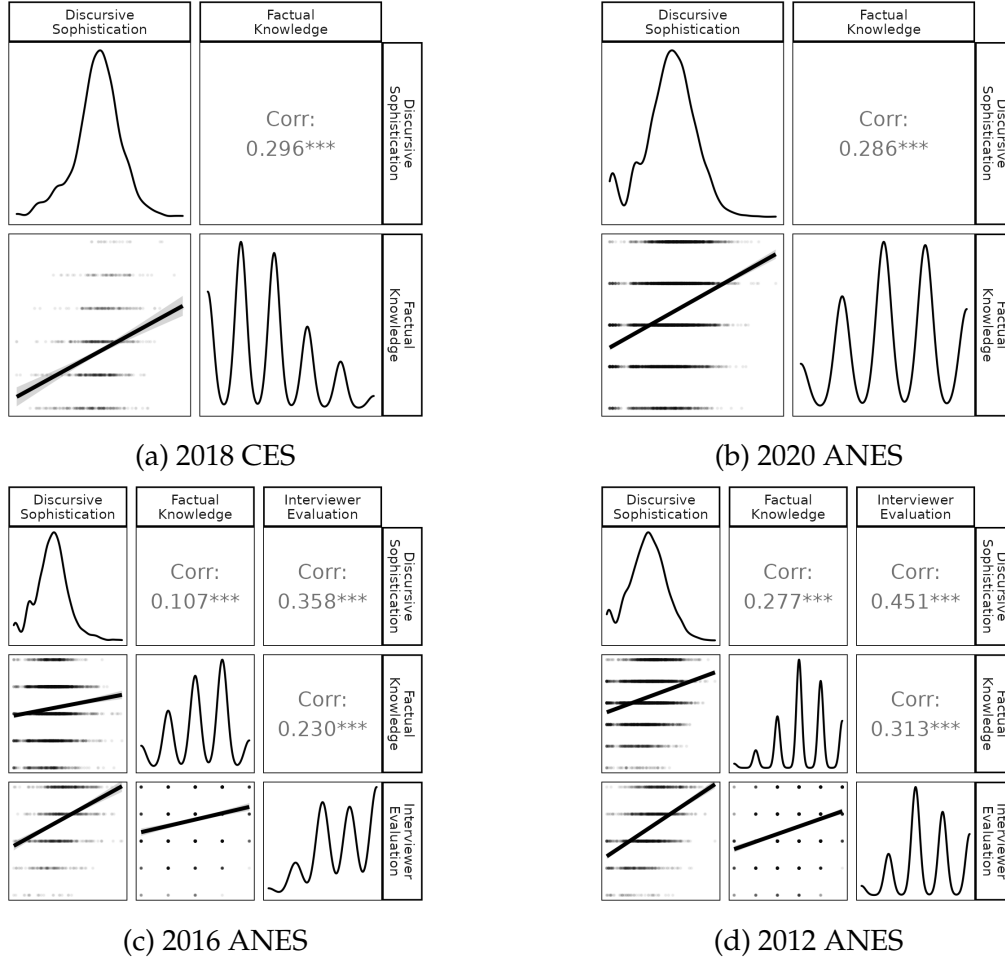 Discursive
Sophistication
Factual
Knowledge
Corr:
0.296***
Discursive
Sophistication
Factual
Knowledge
(a) 2018 CES
Discursive
Sophistication
Factual
Knowledge
Corr:
0.286***
Discursive
Sophistication
Factual
Knowledge
(b) 2020 ANES
Discursive
Sophistication
Factual
Knowledge
Interviewer
Evaluation
Corr:
0.107***
Corr:
0.358***
Discursive
Sophistication
Corr:
0.230***
Factual
Knowledge
Interviewer
Evaluation
(c) 2016 ANES
Discursive
Sophistication
Factual
Knowledge
Interviewer
Evaluation
Corr:
0.277***
Corr:
0.451***
Discursive
Sophistication
Corr:
0.313***
Factual
Knowledge
Interviewer
Evaluation
(d) 2012 ANES